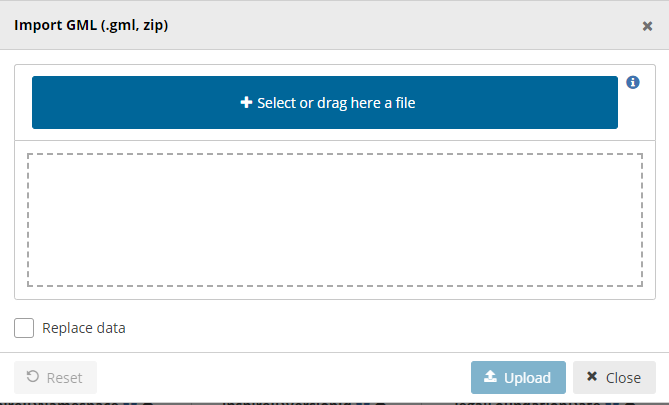 Import GML (.gml, zip)
Select or drag here a file
Replace data
Reset
Upload
Close